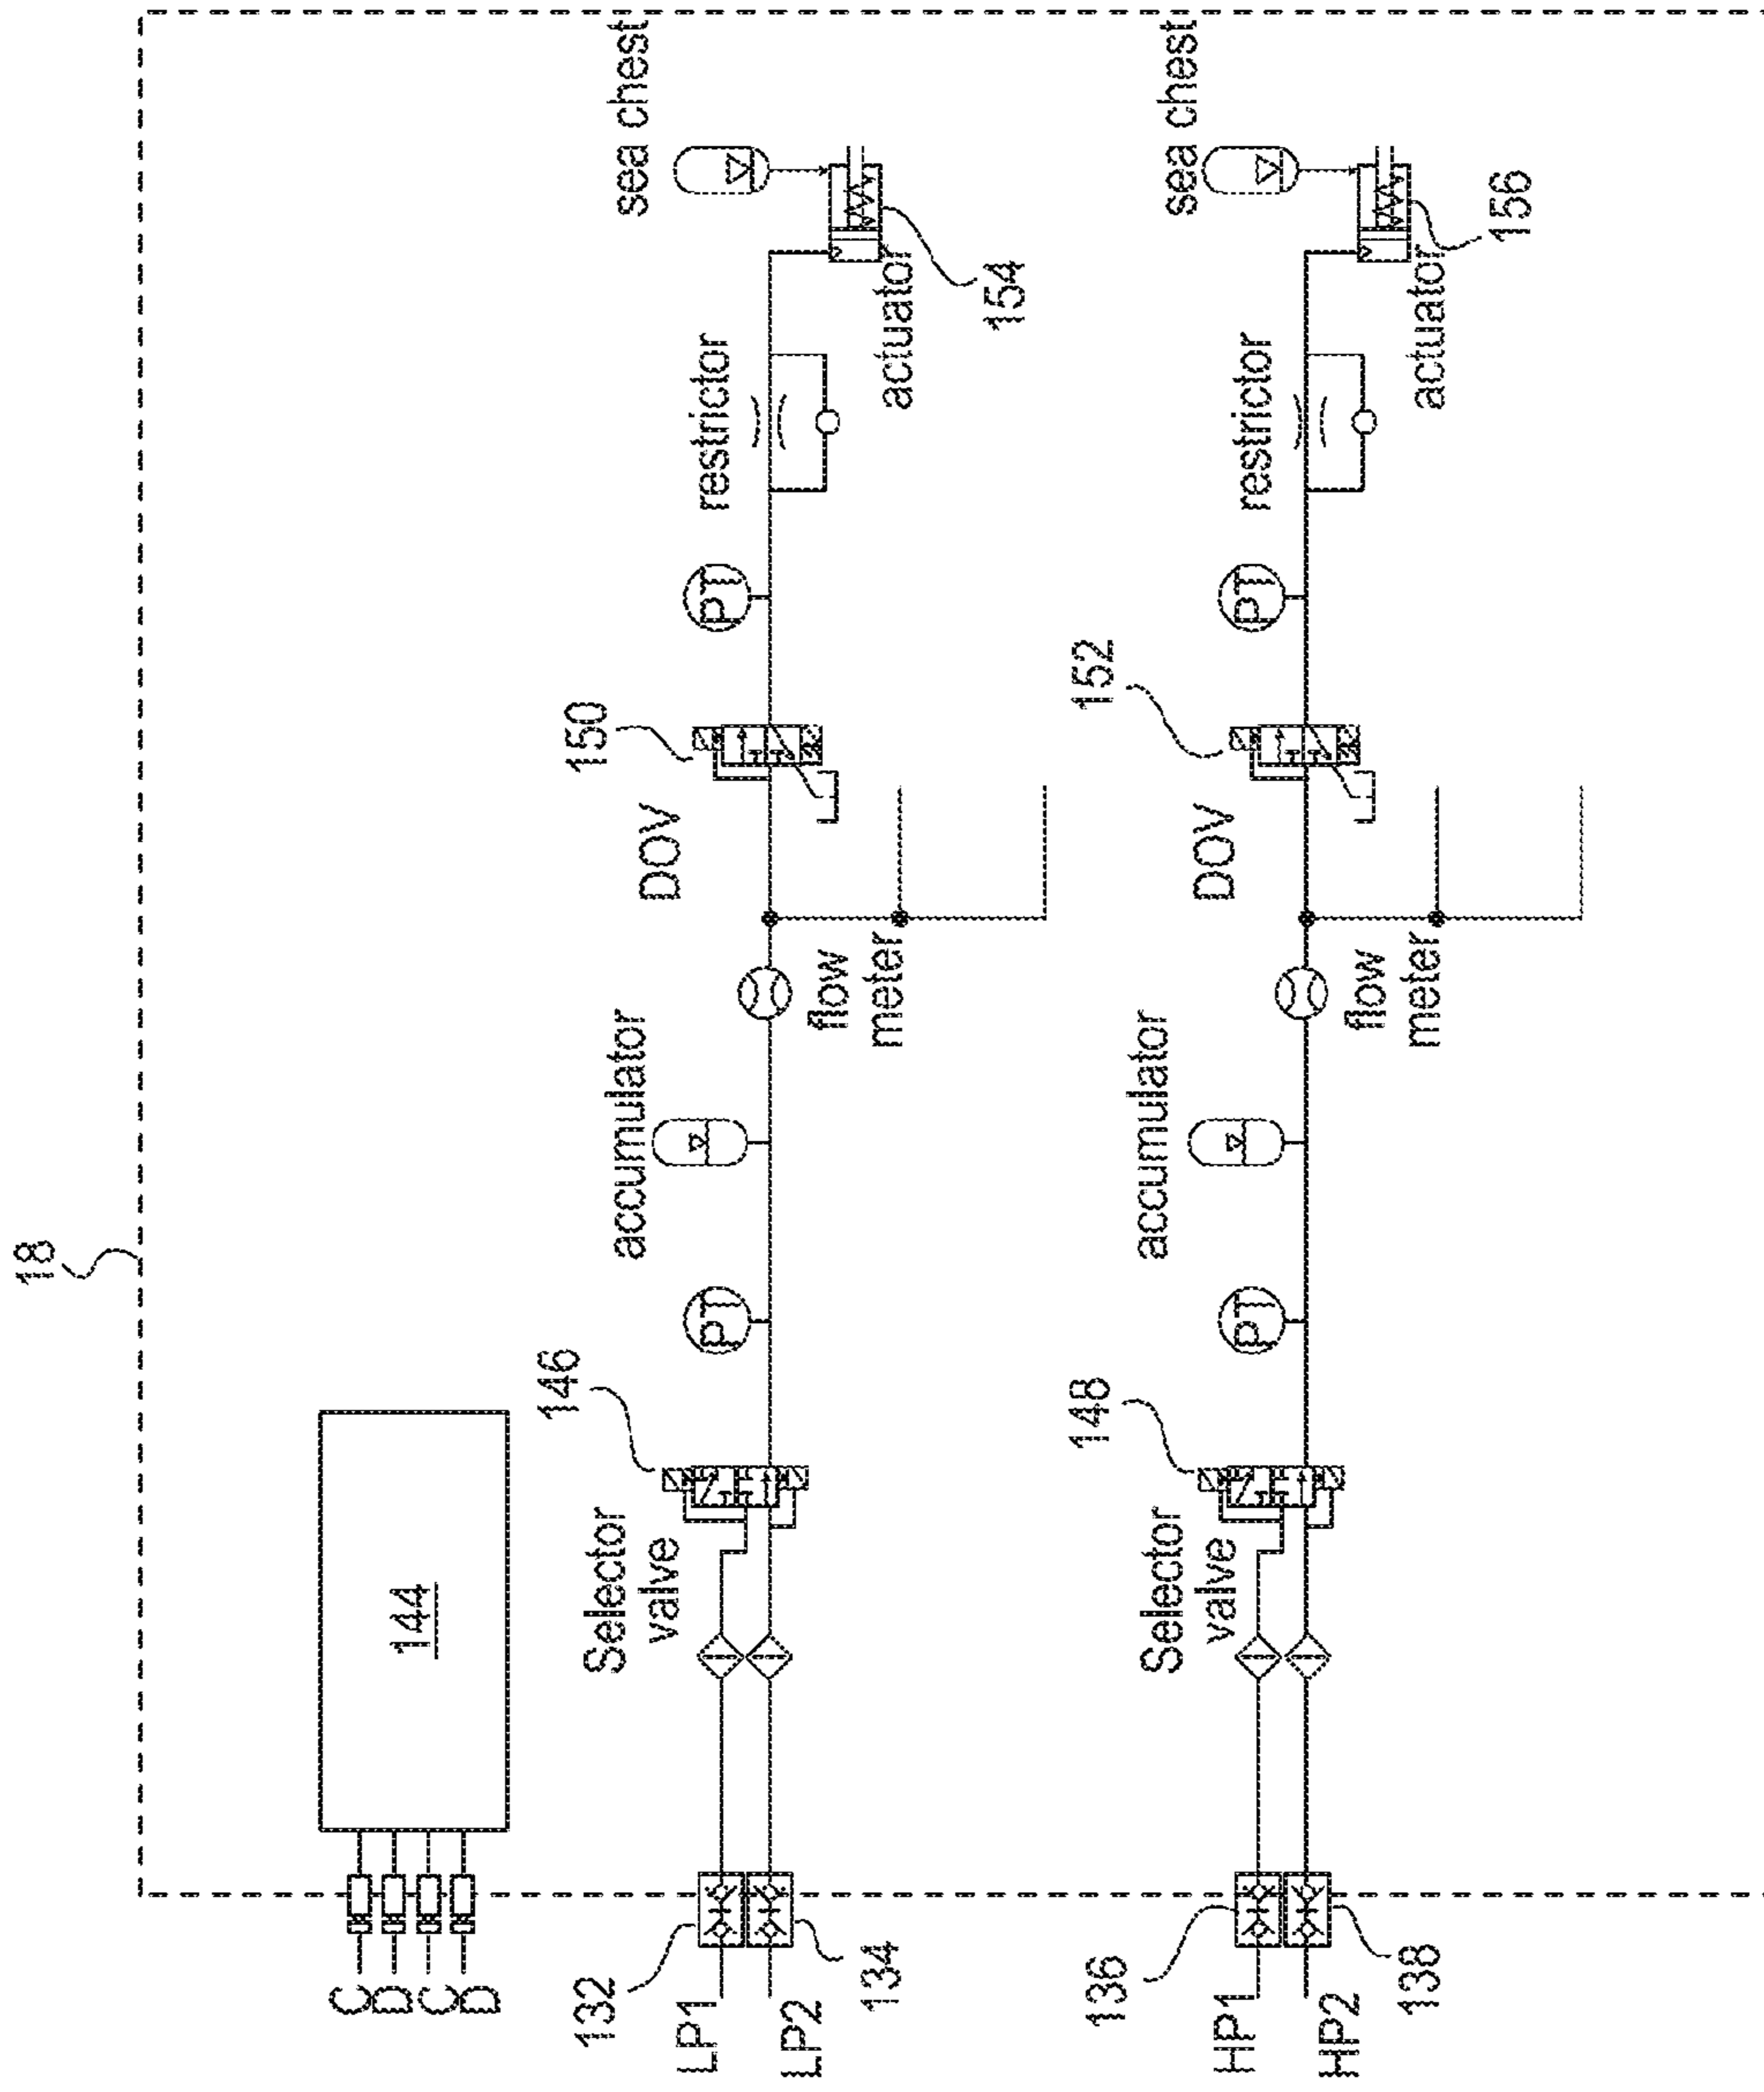 18
144
C
D
C
D
132
LP1
LP2
134
Selector
valve
146
PT
accumulator
flow
meter
DOV
150
PT
restrictor
sea chest
actuator
154
136
HP1
HP2
138
Selector
valve
148
PT
accumulator
flow
meter
DOV
152
PT
restrictor
sea chest
actuator
156